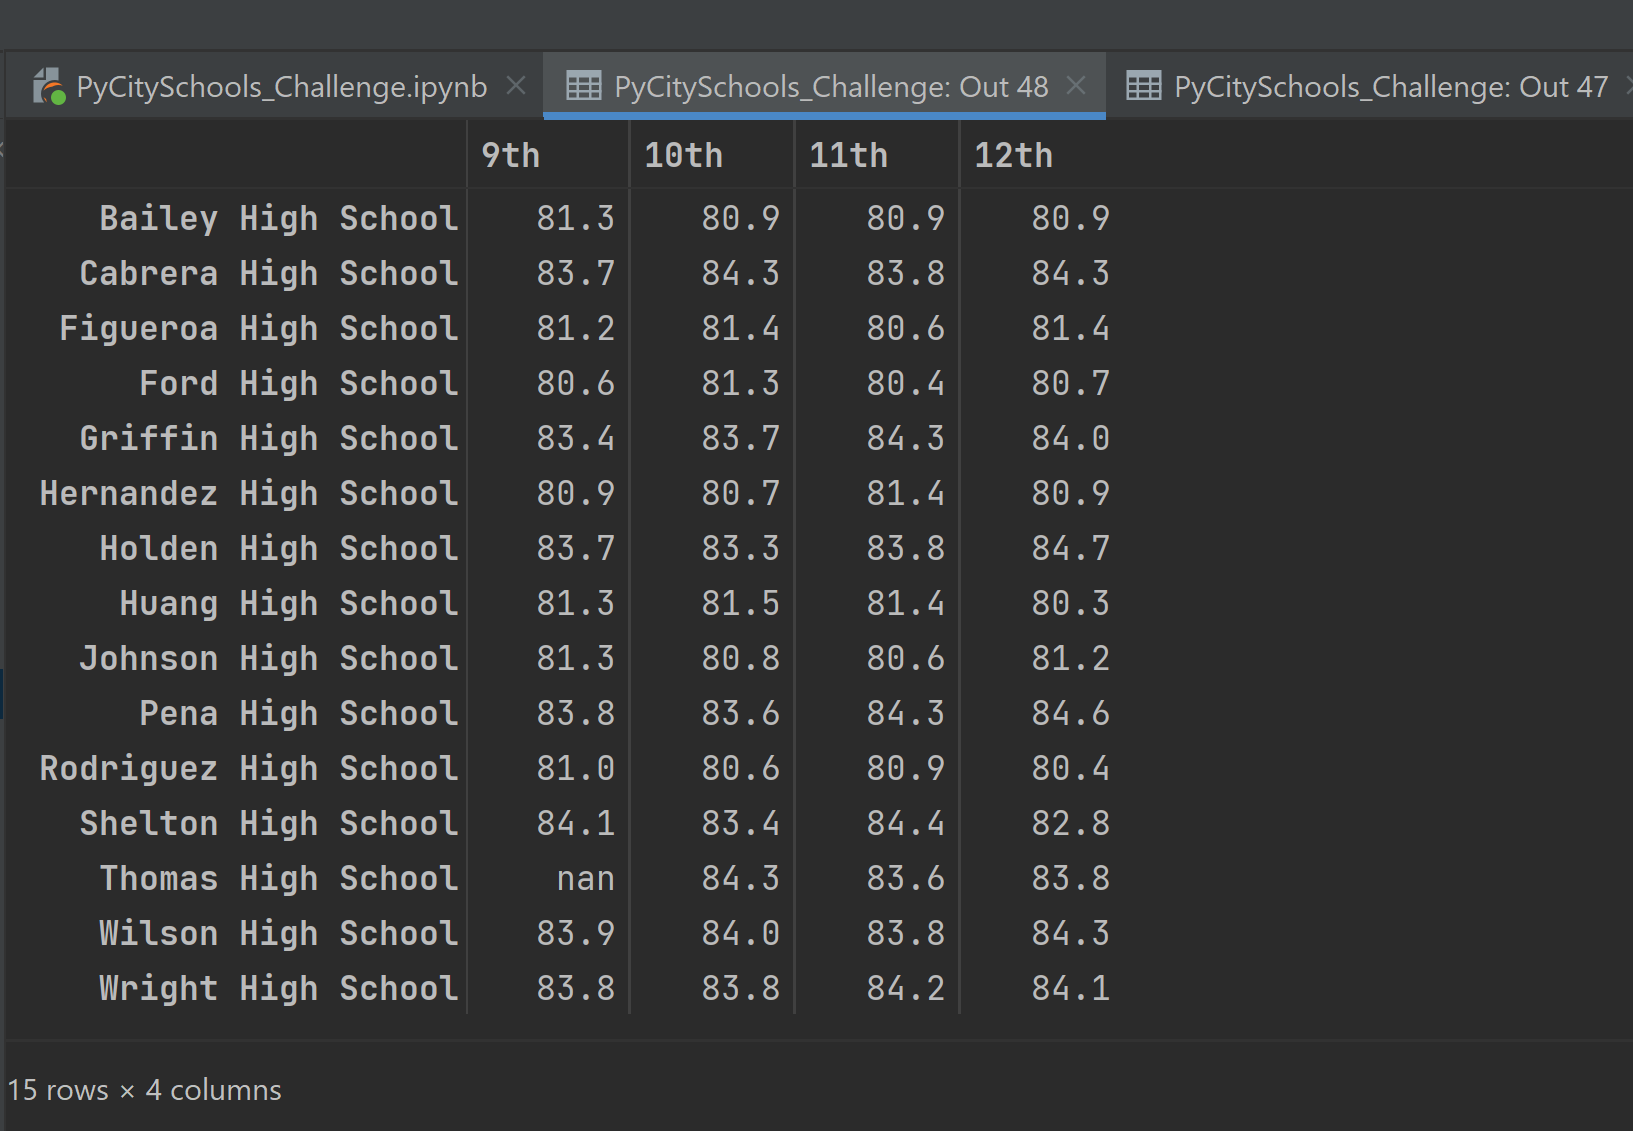 PyCitySchools_Challenge.ipynb PyCitySchools_Challenge: Out 48 PyCitySchools_Challenge: Out 47
9th 10th 11th 12th
Bailey High School 81.3 80.9 80.9 80.9
Cabrera High School 83.7 84.3 83.8 84.3
Figueroa High School 81.2 81.4 80.6 81.4
Ford High School 80.6 81.3 80.4 80.7
Griffin High School 83.4 83.7 84.3 84.0
Hernandez High School 80.9 80.7 81.4 80.9
Holden High School 83.7 83.3 83.8 84.7
Huang High School 81.3 81.5 81.4 80.3
Johnson High School 81.3 80.8 80.6 81.2
Pena High School 83.8 83.6 84.3 84.6
Rodriguez High School 81.0 80.6 80.9 80.4
Shelton High School 84.1 83.4 84.4 82.8
Thomas High School nan 84.3 83.6 83.8
Wilson High School 83.9 84.0 83.8 84.3
Wright High School 83.8 83.8 84.2 84.1
15 rows × 4 columns